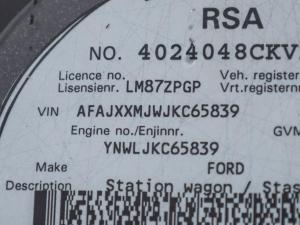 RSA
NO. 4024048CKV
Licence no. Veh. register
Lisensienr. LM87ZPGP Vrt.registern
VIN AFAJXXMJWJKC65839
Engine no./Enjinnr. GVM
YNWLJKC65839
Make FORD
Description Station wagon / Stas